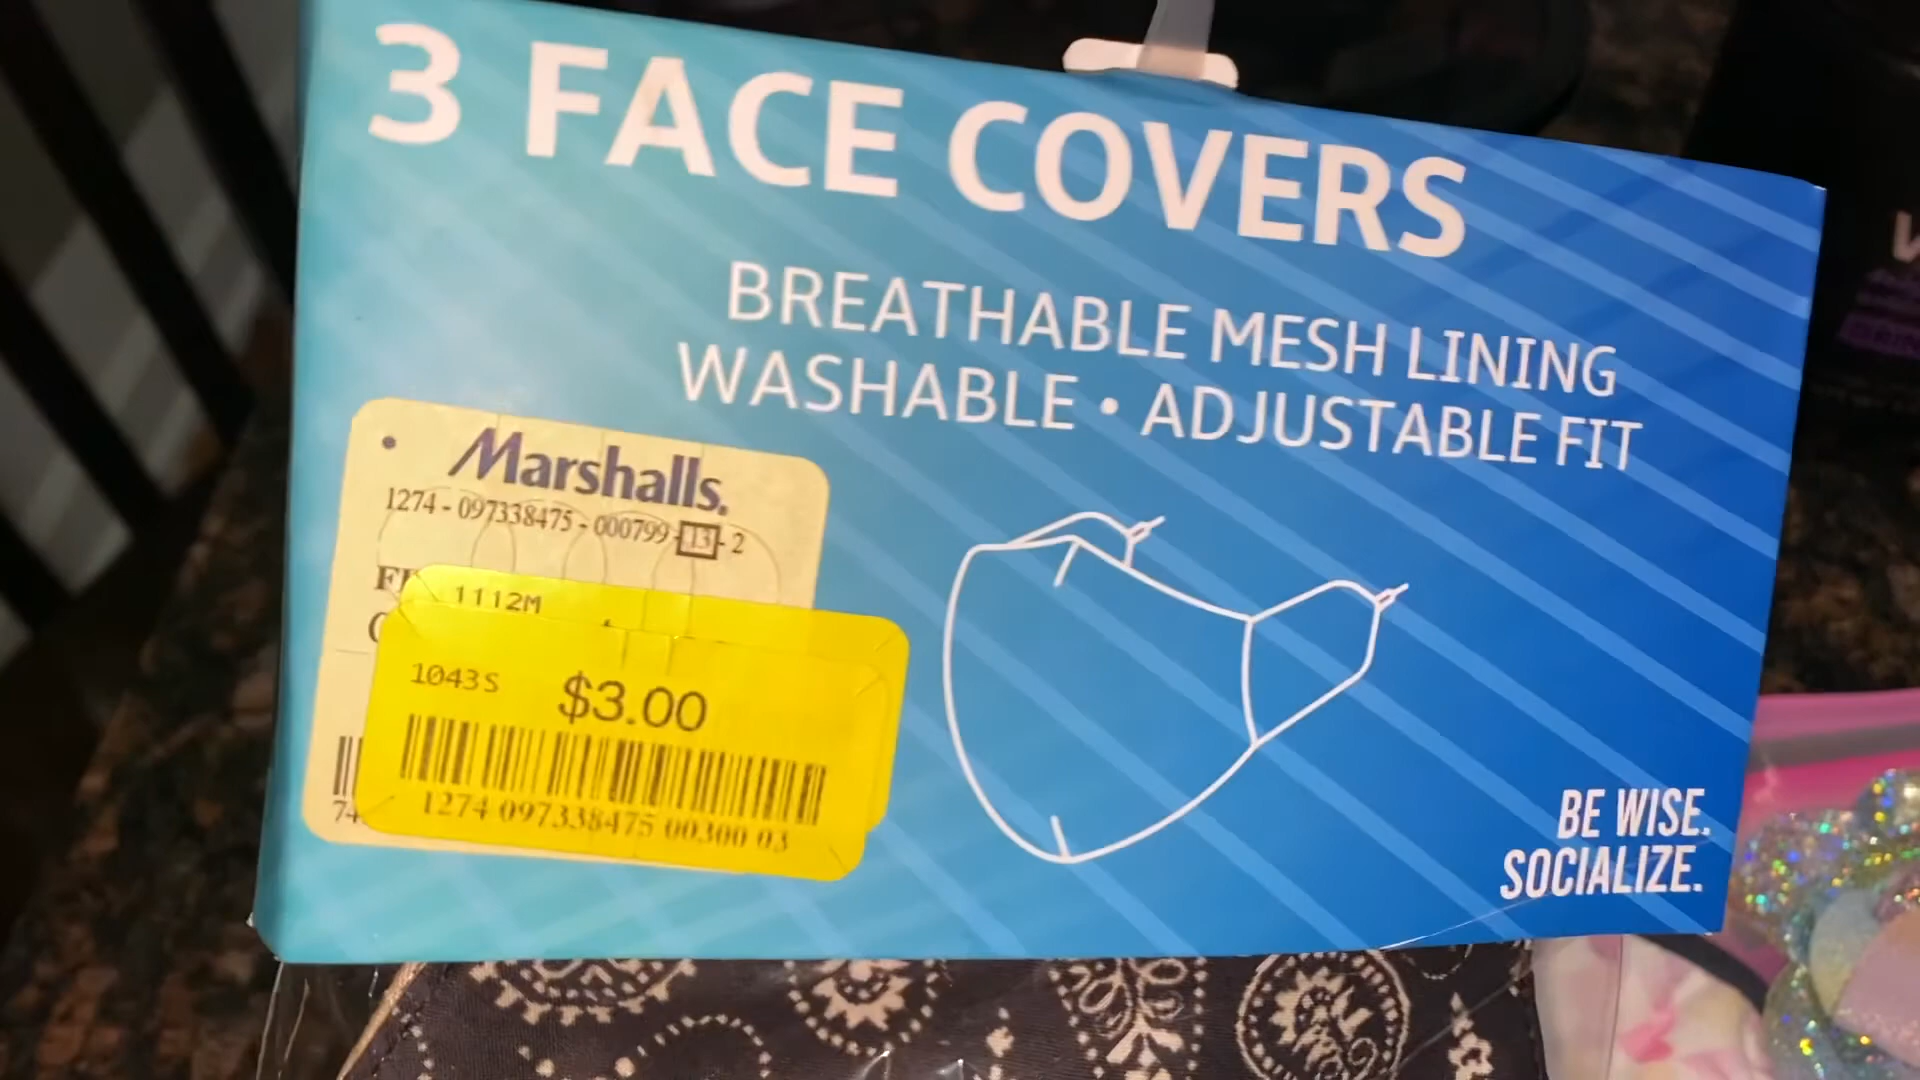 3 FACE COVERS
BREATHABLE MESH LINING
WASHABLE • ADJUSTABLE FIT
Marshalls.
1274 - 097338475 - 000799 - 13 - 2
1112M
1043S $3.00
1274 097338475 00300 03
74
BE WISE.
SOCIALIZE.